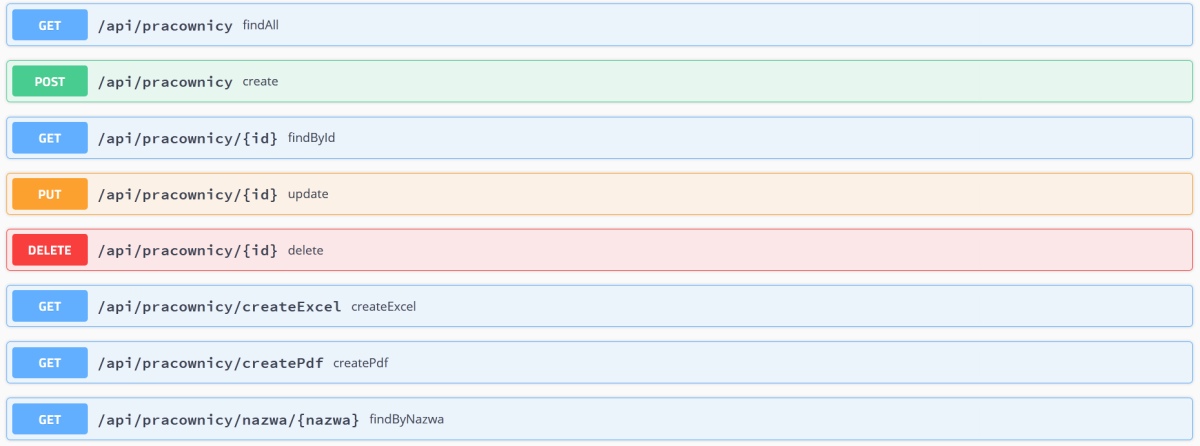 GET /api/pracownicy findAll
POST /api/pracownicy create
GET /api/pracownicy/{id} findById
PUT /api/pracownicy/{id} update
DELETE /api/pracownicy/{id} delete
GET /api/pracownicy/createExcel createExcel
GET /api/pracownicy/createPdf createPdf
GET /api/pracownicy/nazwa/{nazwa} findByNazwa